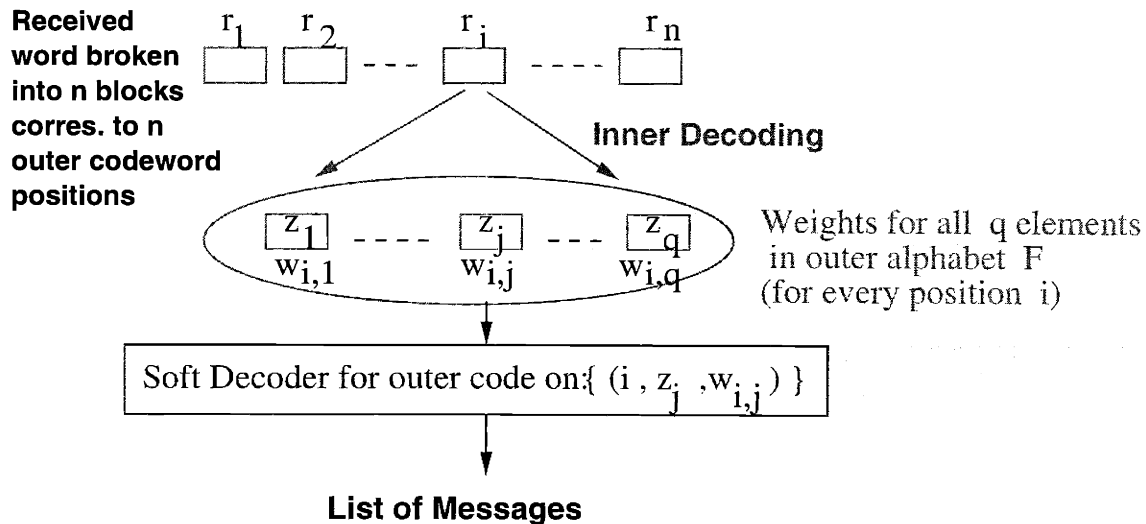 Received
word broken
into n blocks
corres. to n
outer codeword
positions
r1 r2 ---- ri ---- rn
Inner Decoding
z1 ---- zj --- zq
wi,1 wi,j wi,q
Weights for all q elements
in outer alphabet F
(for every position i)
Soft Decoder for outer code on:{ (i , zj ,wi,j ) }
List of Messages